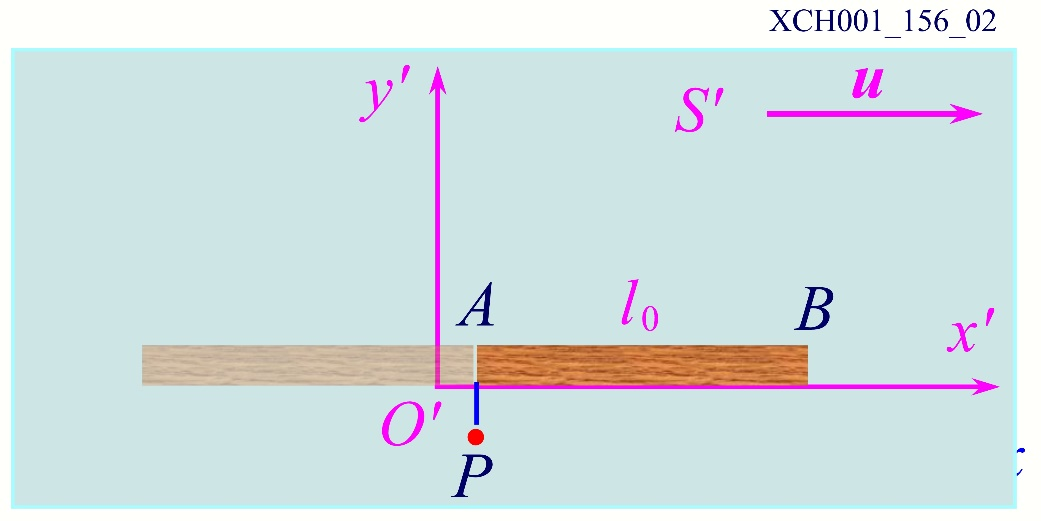 XCH001_156_02
y′
S′
u
A
l₀
B
x′
O′
P